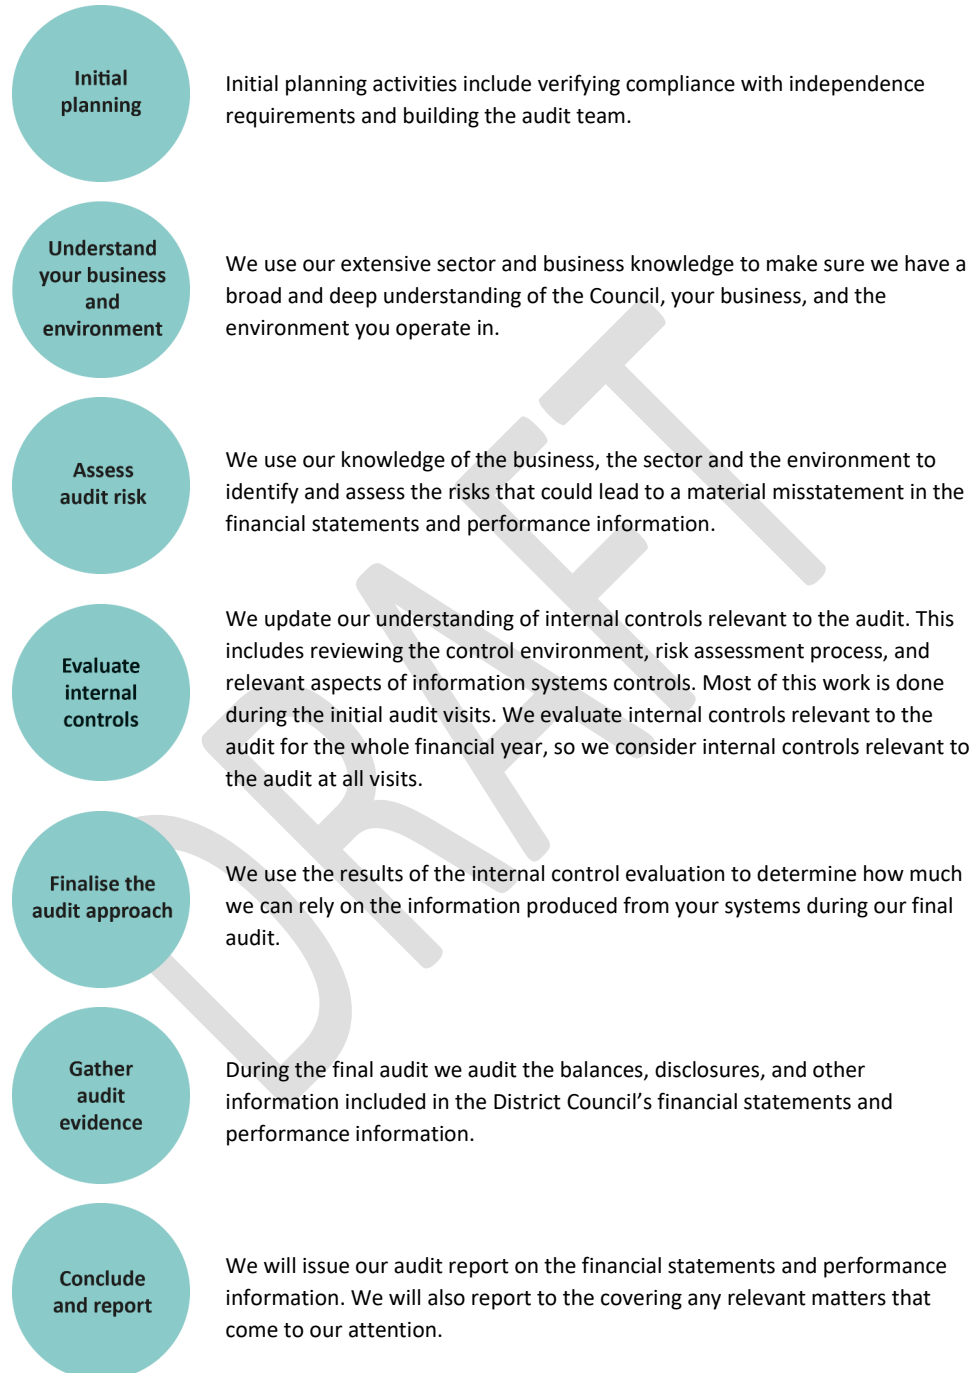 Initial
planning
Initial planning activities include verifying compliance with independence
requirements and building the audit team.
Understand
your business
and
environment
We use our extensive sector and business knowledge to make sure we have a
broad and deep understanding of the Council, your business, and the
environment you operate in.
Assess
audit risk
We use our knowledge of the business, the sector and the environment to
identify and assess the risks that could lead to a material misstatement in the
financial statements and performance information.
Evaluate
internal
controls
We update our understanding of internal controls relevant to the audit. This
includes reviewing the control environment, risk assessment process, and
relevant aspects of information systems controls. Most of this work is done
during the initial audit visits. We evaluate internal controls relevant to the
audit for the whole financial year, so we consider internal controls relevant to
the audit at all visits.
Finalise the
audit approach
We use the results of the internal control evaluation to determine how much
we can rely on the information produced from your systems during our final
audit.
Gather
audit
evidence
During the final audit we audit the balances, disclosures, and other
information included in the District Council’s financial statements and
performance information.
Conclude
and report
We will issue our audit report on the financial statements and performance
information. We will also report to the covering any relevant matters that
come to our attention.
DRAFT